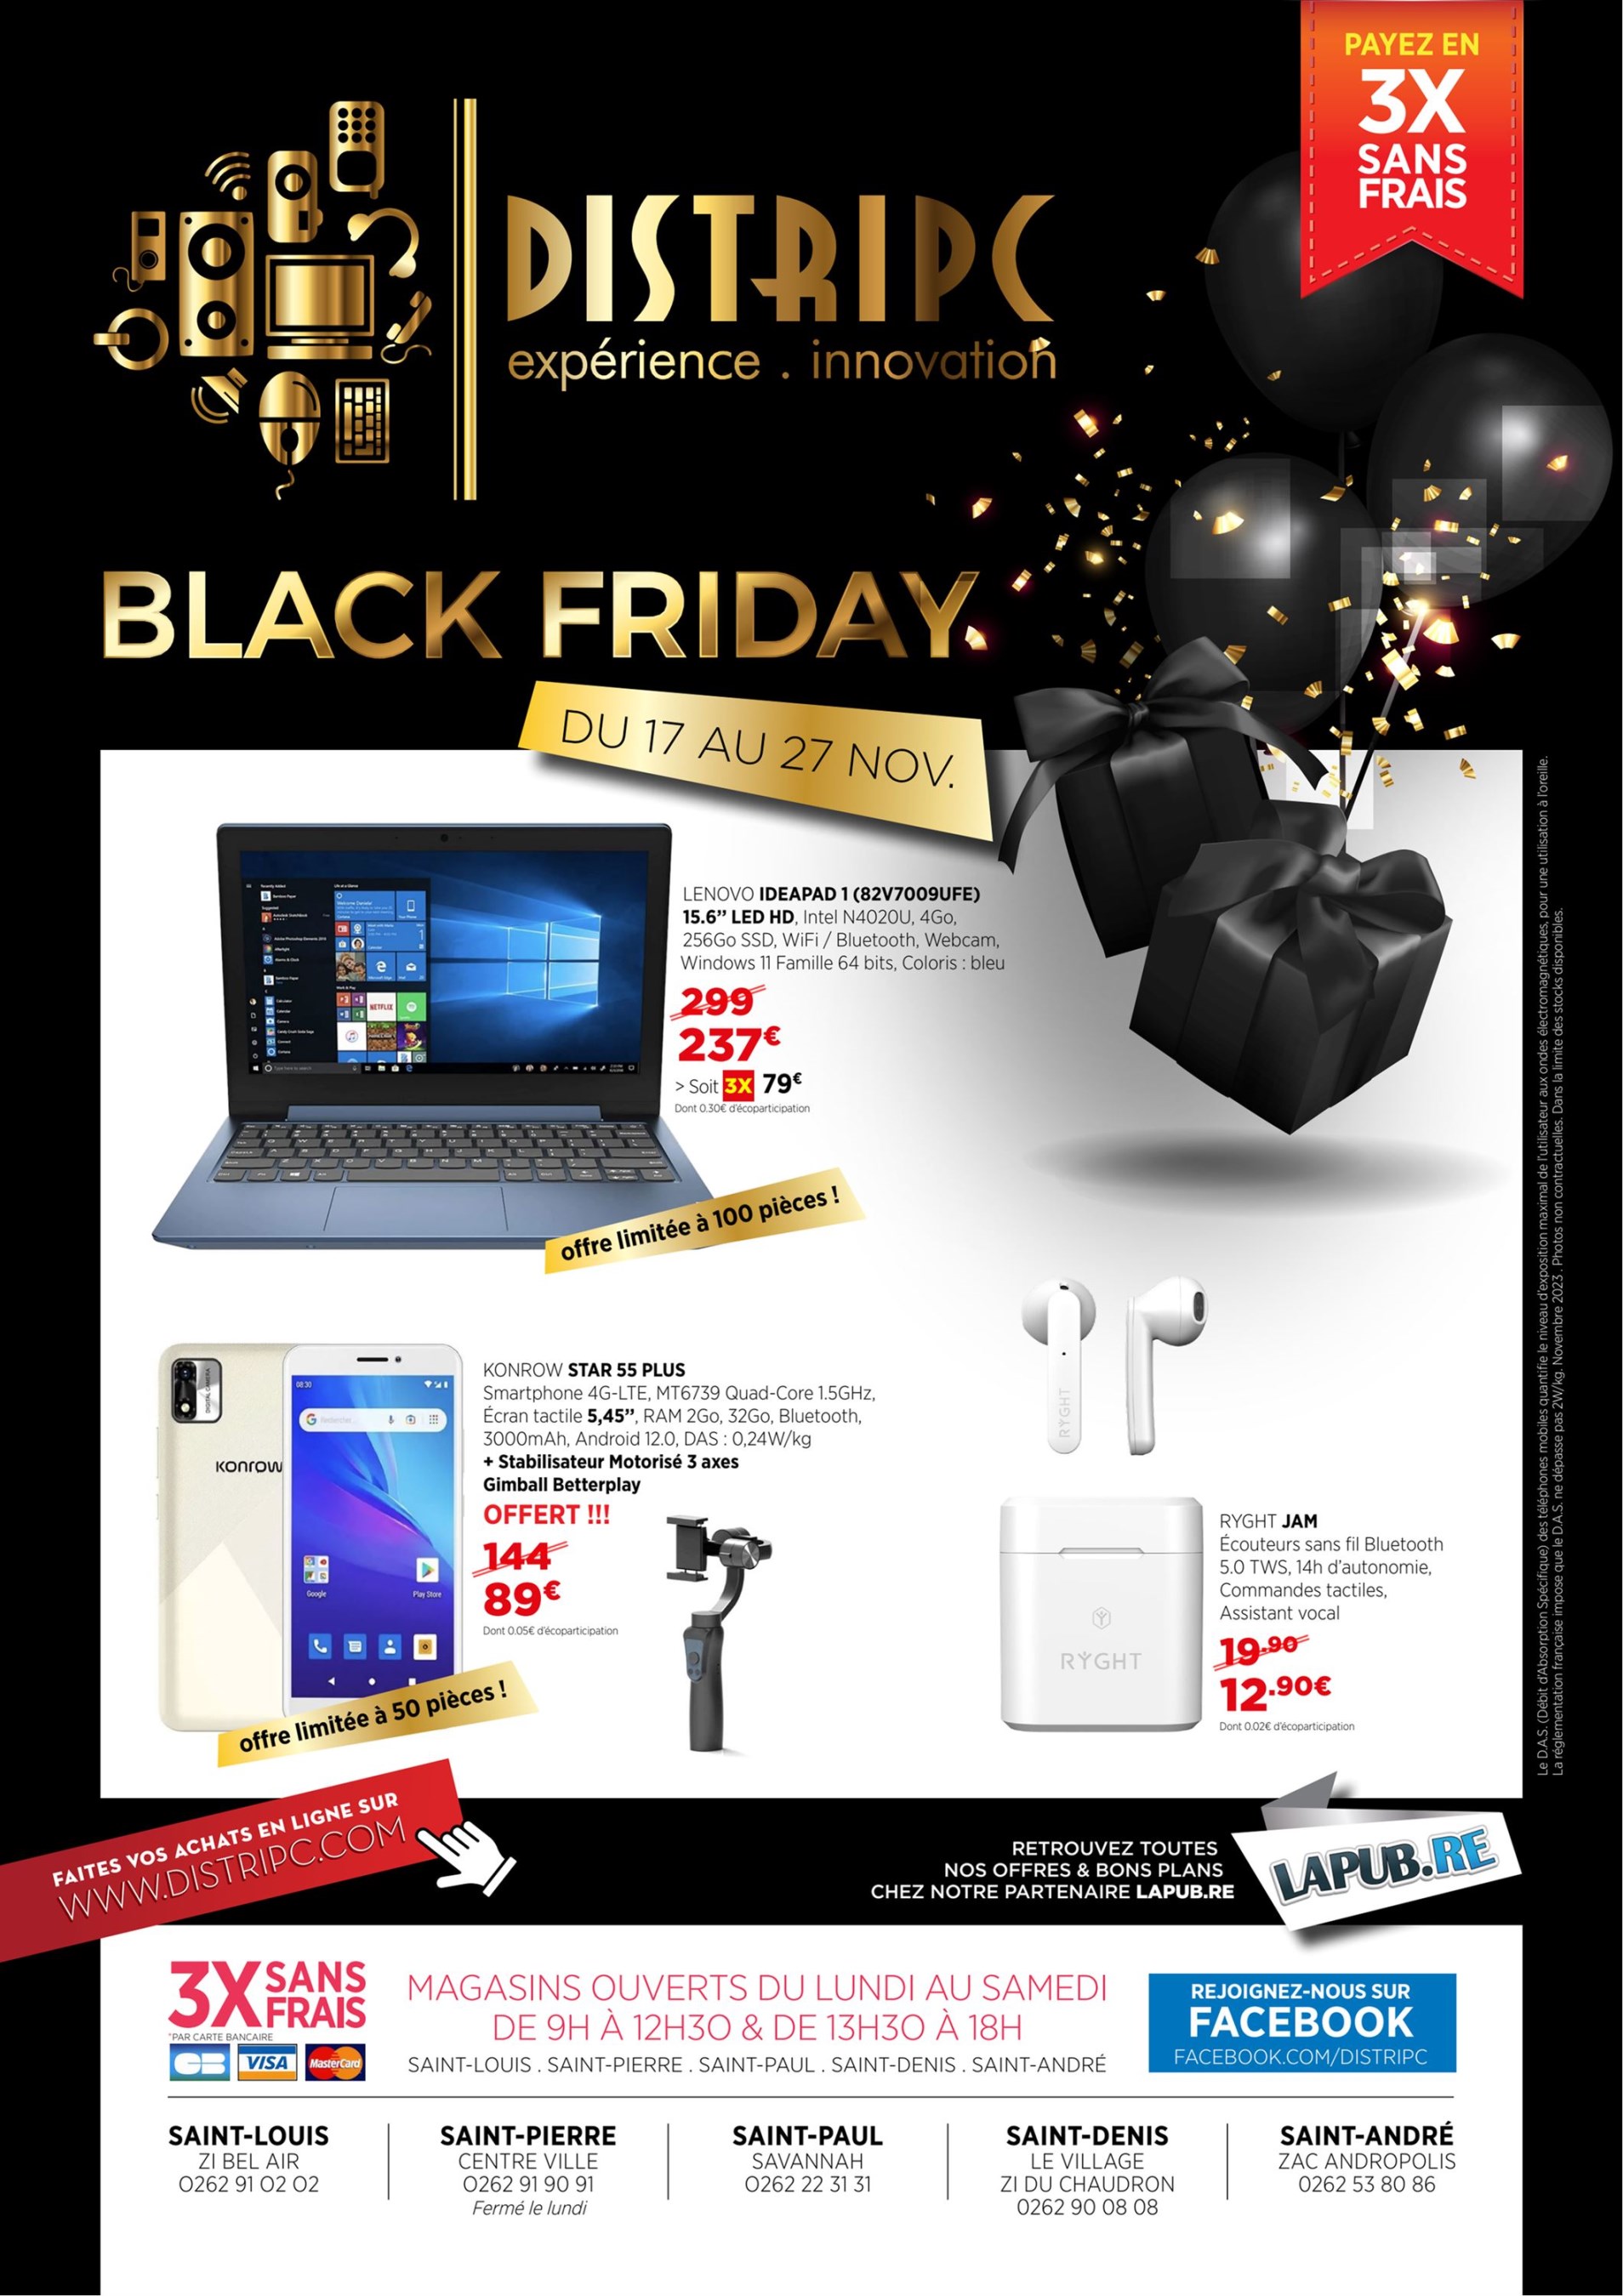 PAYEZ EN
3X
SANS
FRAIS
DISTRIPC
expérience . innovation
BLACK FRIDAY
DU 17 AU 27 NOV.
LENOVO IDEAPAD 1 (82V7009UFE)
15.6’’ LED HD, Intel N4020U, 4Go,
256Go SSD, WiFi / Bluetooth, Webcam,
Windows 11 Famille 64 bits, Coloris : bleu
299
237€
> Soit 3X 79€
Dont 0.30€ d'écoparticipation
offre limitée à 100 pièces !
KONROW STAR 55 PLUS
Smartphone 4G-LTE, MT6739 Quad-Core 1.5GHz,
Écran tactile 5,45’’, RAM 2Go, 32Go, Bluetooth,
3000mAh, Android 12.0, DAS : 0,24W/kg
+ Stabilisateur Motorisé 3 axes
Gimball Betterplay
OFFERT !!!
144
89€
Dont 0.05€ d'écoparticipation
DIGITAL CAMERA
KONROW
08:30
Google
Play Store
offre limitée à 50 pièces !
RYGHT
RYGHT
RYGHT JAM
Écouteurs sans fil Bluetooth
5.0 TWS, 14h d'autonomie,
Commandes tactiles,
Assistant vocal
19.90
12.90€
Dont 0.02€ d'écoparticipation
Le D.A.S. (Débit d'Absorption Spécifique) des téléphones mobiles quantifie le niveau d'exposition maximal de l'utilisateur aux ondes électromagnétiques, pour une utilisation à l'oreille.
La réglementation française impose que le D.A.S. ne dépasse pas 2W/kg. Novembre 2023 . Photos non contractuelles. Dans la limite des stocks disponibles.
FAITES VOS ACHATS EN LIGNE SUR
WWW.DISTRIPC.COM
RETROUVEZ TOUTES
NOS OFFRES & BONS PLANS
CHEZ NOTRE PARTENAIRE LAPUB.RE
LAPUB.RE
3X SANS
FRAIS
*PAR CARTE BANCAIRE
CB VISA MasterCard
MAGASINS OUVERTS DU LUNDI AU SAMEDI
DE 9H À 12H30 & DE 13H30 À 18H
SAINT-LOUIS . SAINT-PIERRE . SAINT-PAUL . SAINT-DENIS . SAINT-ANDRÉ
REJOIGNEZ-NOUS SUR
FACEBOOK
FACEBOOK.COM/DISTRIPC
SAINT-LOUIS
ZI BEL AIR
0262 91 02 02
SAINT-PIERRE
CENTRE VILLE
0262 91 90 91
Fermé le lundi
SAINT-PAUL
SAVANNAH
0262 22 31 31
SAINT-DENIS
LE VILLAGE
ZI DU CHAUDRON
0262 90 08 08
SAINT-ANDRÉ
ZAC ANDROPOLIS
0262 53 80 86